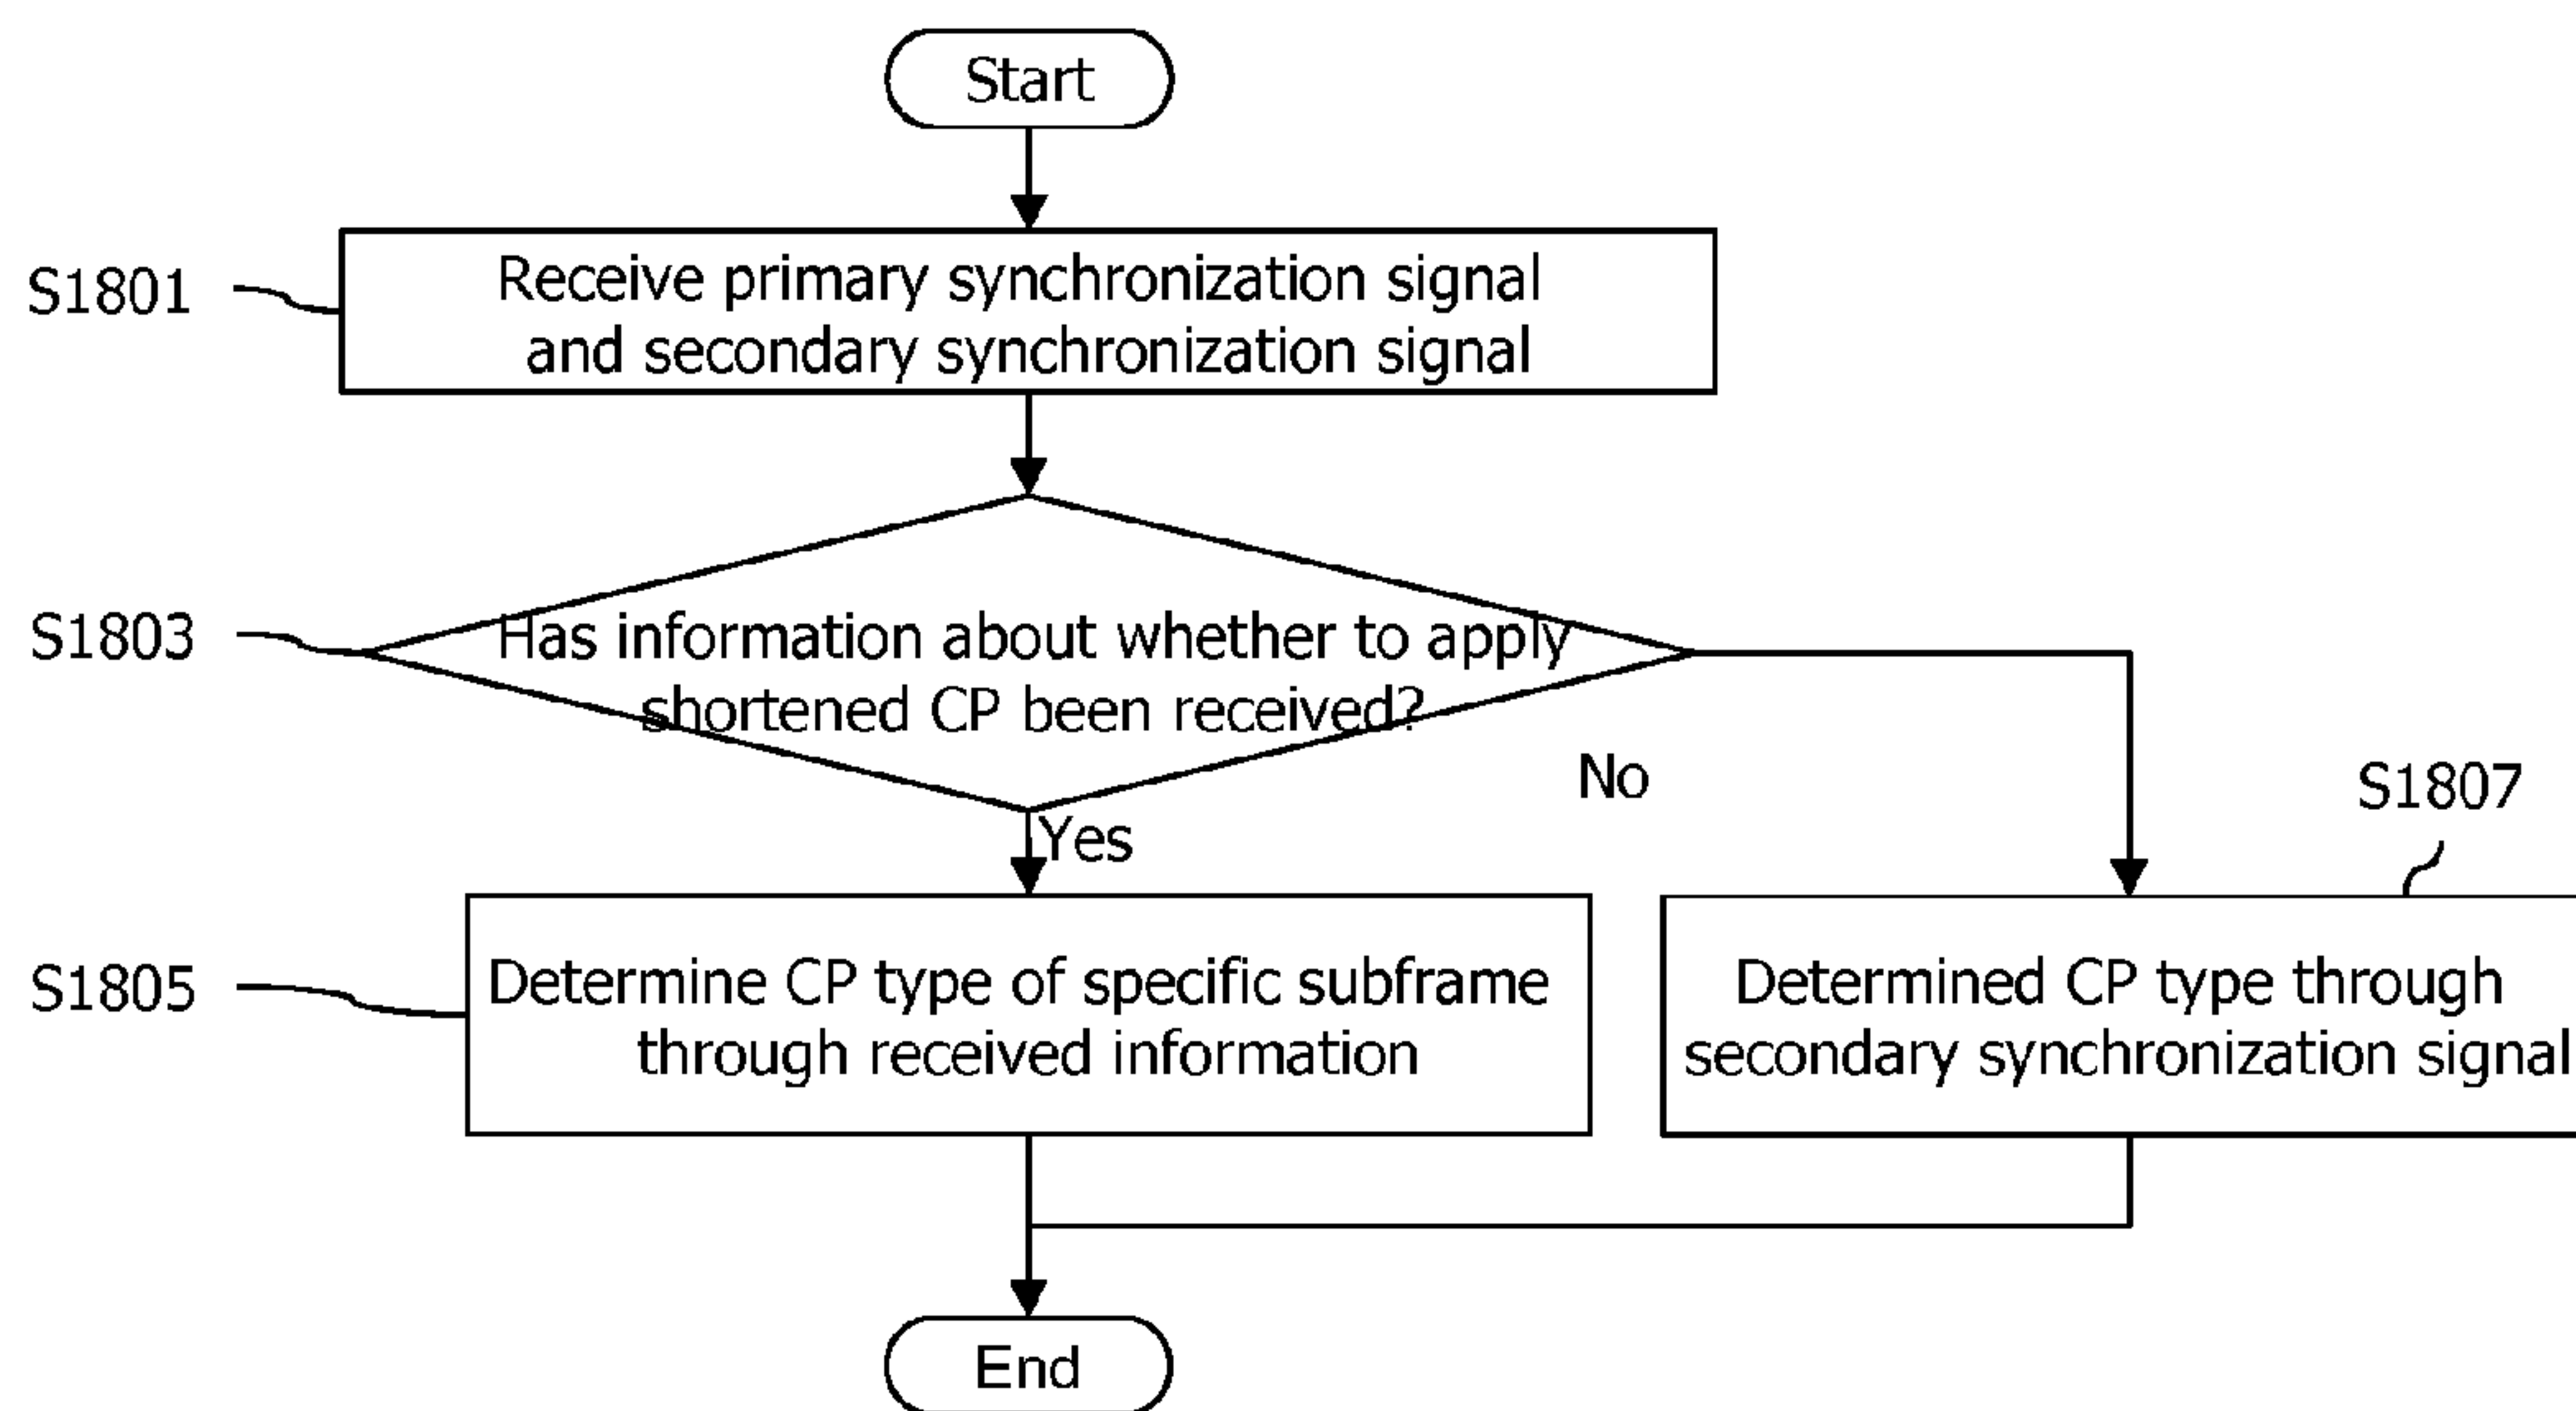 Start
S1801
Receive primary synchronization signal
and secondary synchronization signal
S1803
Has information about whether to apply
shortened CP been received?
No
Yes
S1807
S1805
Determine CP type of specific subframe
through received information
Determined CP type through
secondary synchronization signal
End